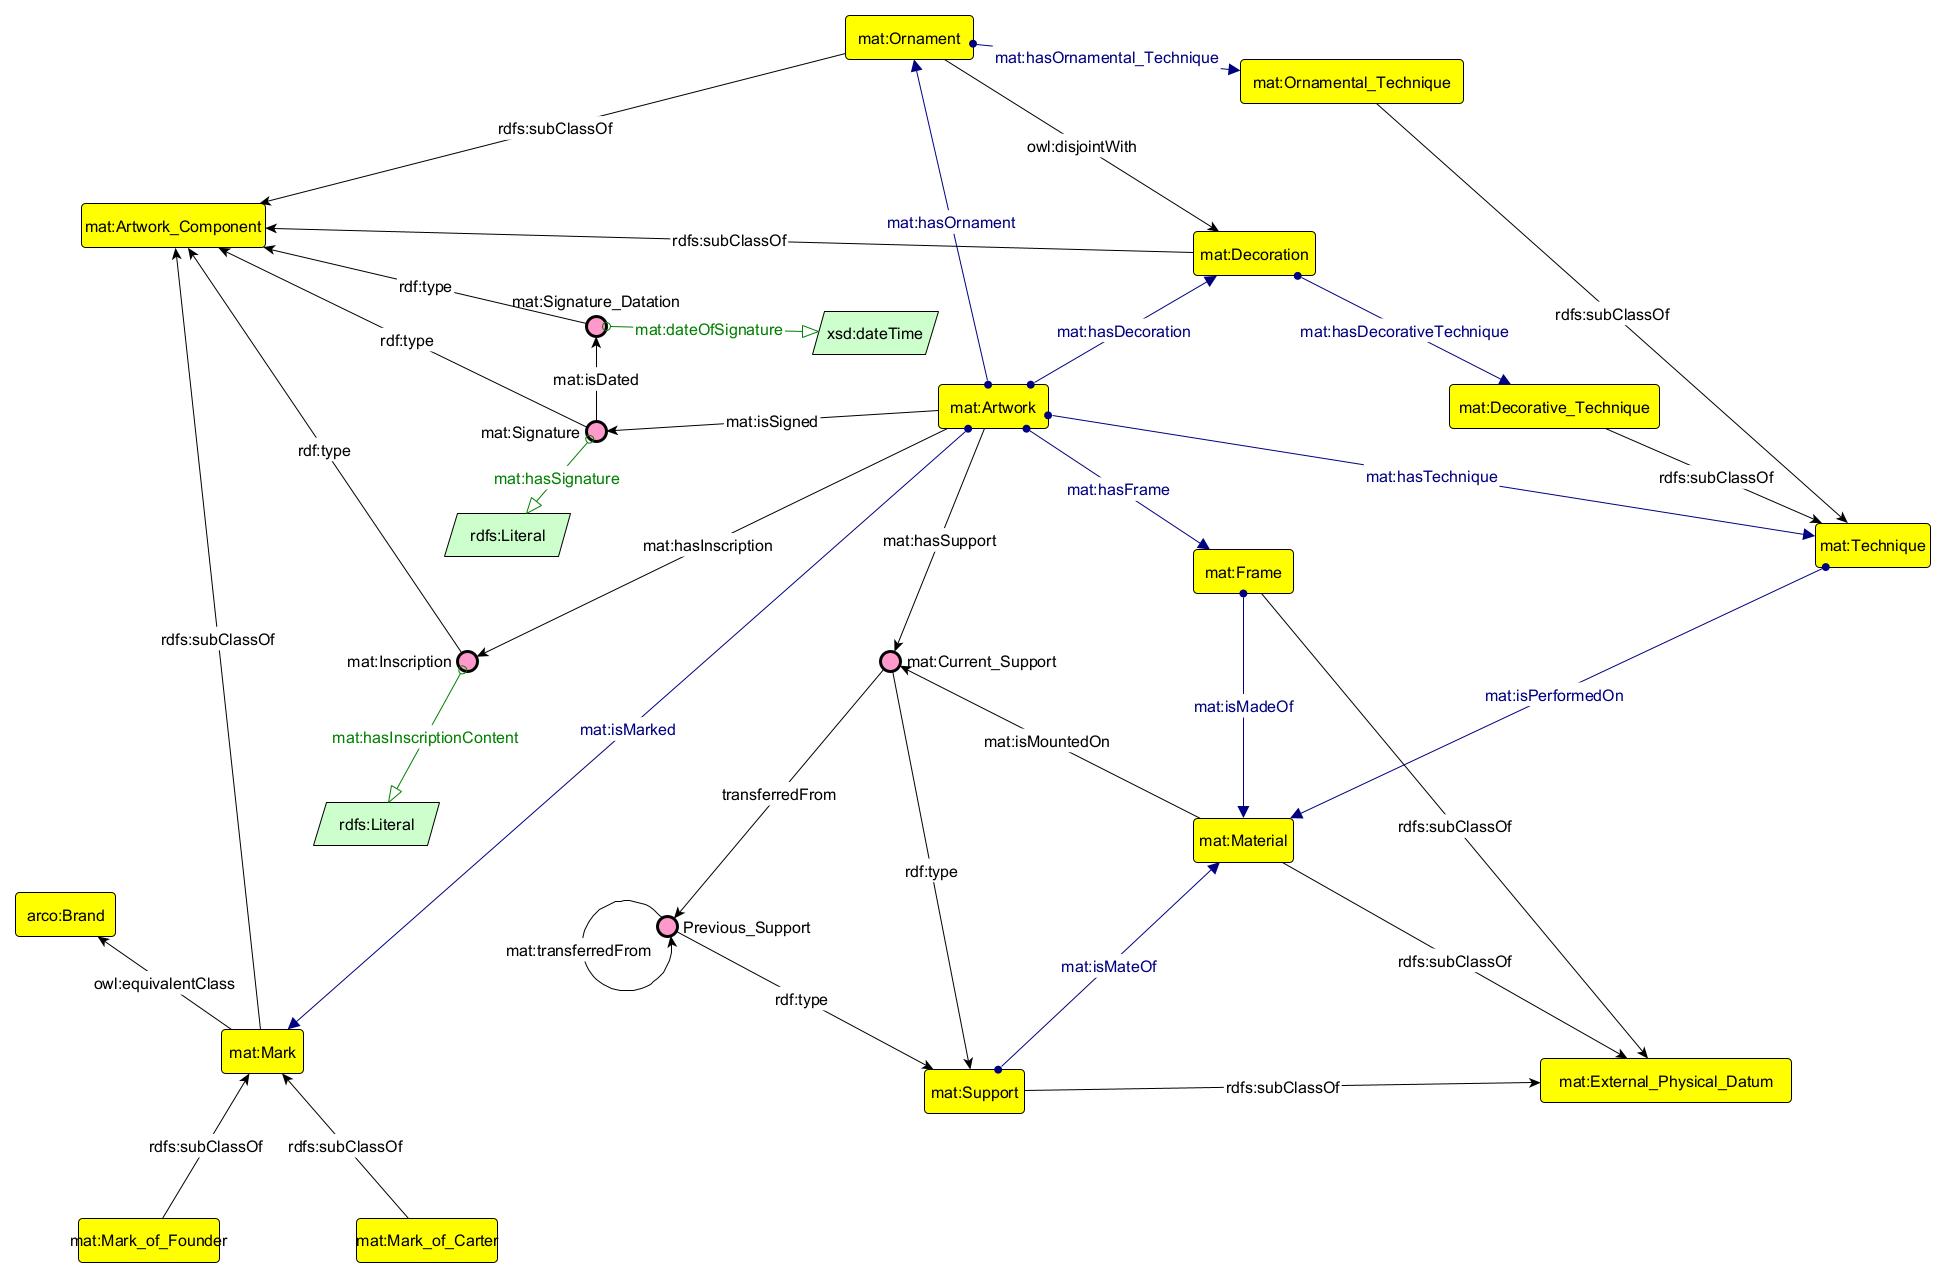 mat:Ornament
mat:hasOrnamental_Technique
mat:Ornamental_Technique
rdfs:subClassOf
owl:disjointWith
mat:Artwork_Component
mat:hasOrnament
rdfs:subClassOf
mat:Decoration
rdf:type
mat:Signature_Datation
mat:dateOfSignature
xsd:dateTime
mat:hasDecoration
mat:hasDecorativeTechnique
rdfs:subClassOf
rdf:type
mat:isDated
mat:Artwork
mat:Decorative_Technique
mat:Signature
mat:isSigned
rdf:type
mat:hasSignature
mat:hasFrame
mat:hasTechnique
rdfs:subClassOf
rdfs:Literal
mat:hasInscription
mat:hasSupport
mat:Technique
mat:Frame
rdfs:subClassOf
mat:Inscription
mat:Current_Support
mat:isPerformedOn
mat:hasInscriptionContent
mat:isMarked
mat:isMadeOf
mat:isMountedOn
transferredFrom
rdfs:Literal
rdfs:subClassOf
mat:Material
rdf:type
arco:Brand
Previous_Support
mat:transferredFrom
mat:isMateOf
rdfs:subClassOf
owl:equivalentClass
rdf:type
mat:Mark
mat:Support
rdfs:subClassOf
mat:External_Physical_Datum
rdfs:subClassOf
rdfs:subClassOf
mat:Mark_of_Founder
mat:Mark_of_Carter